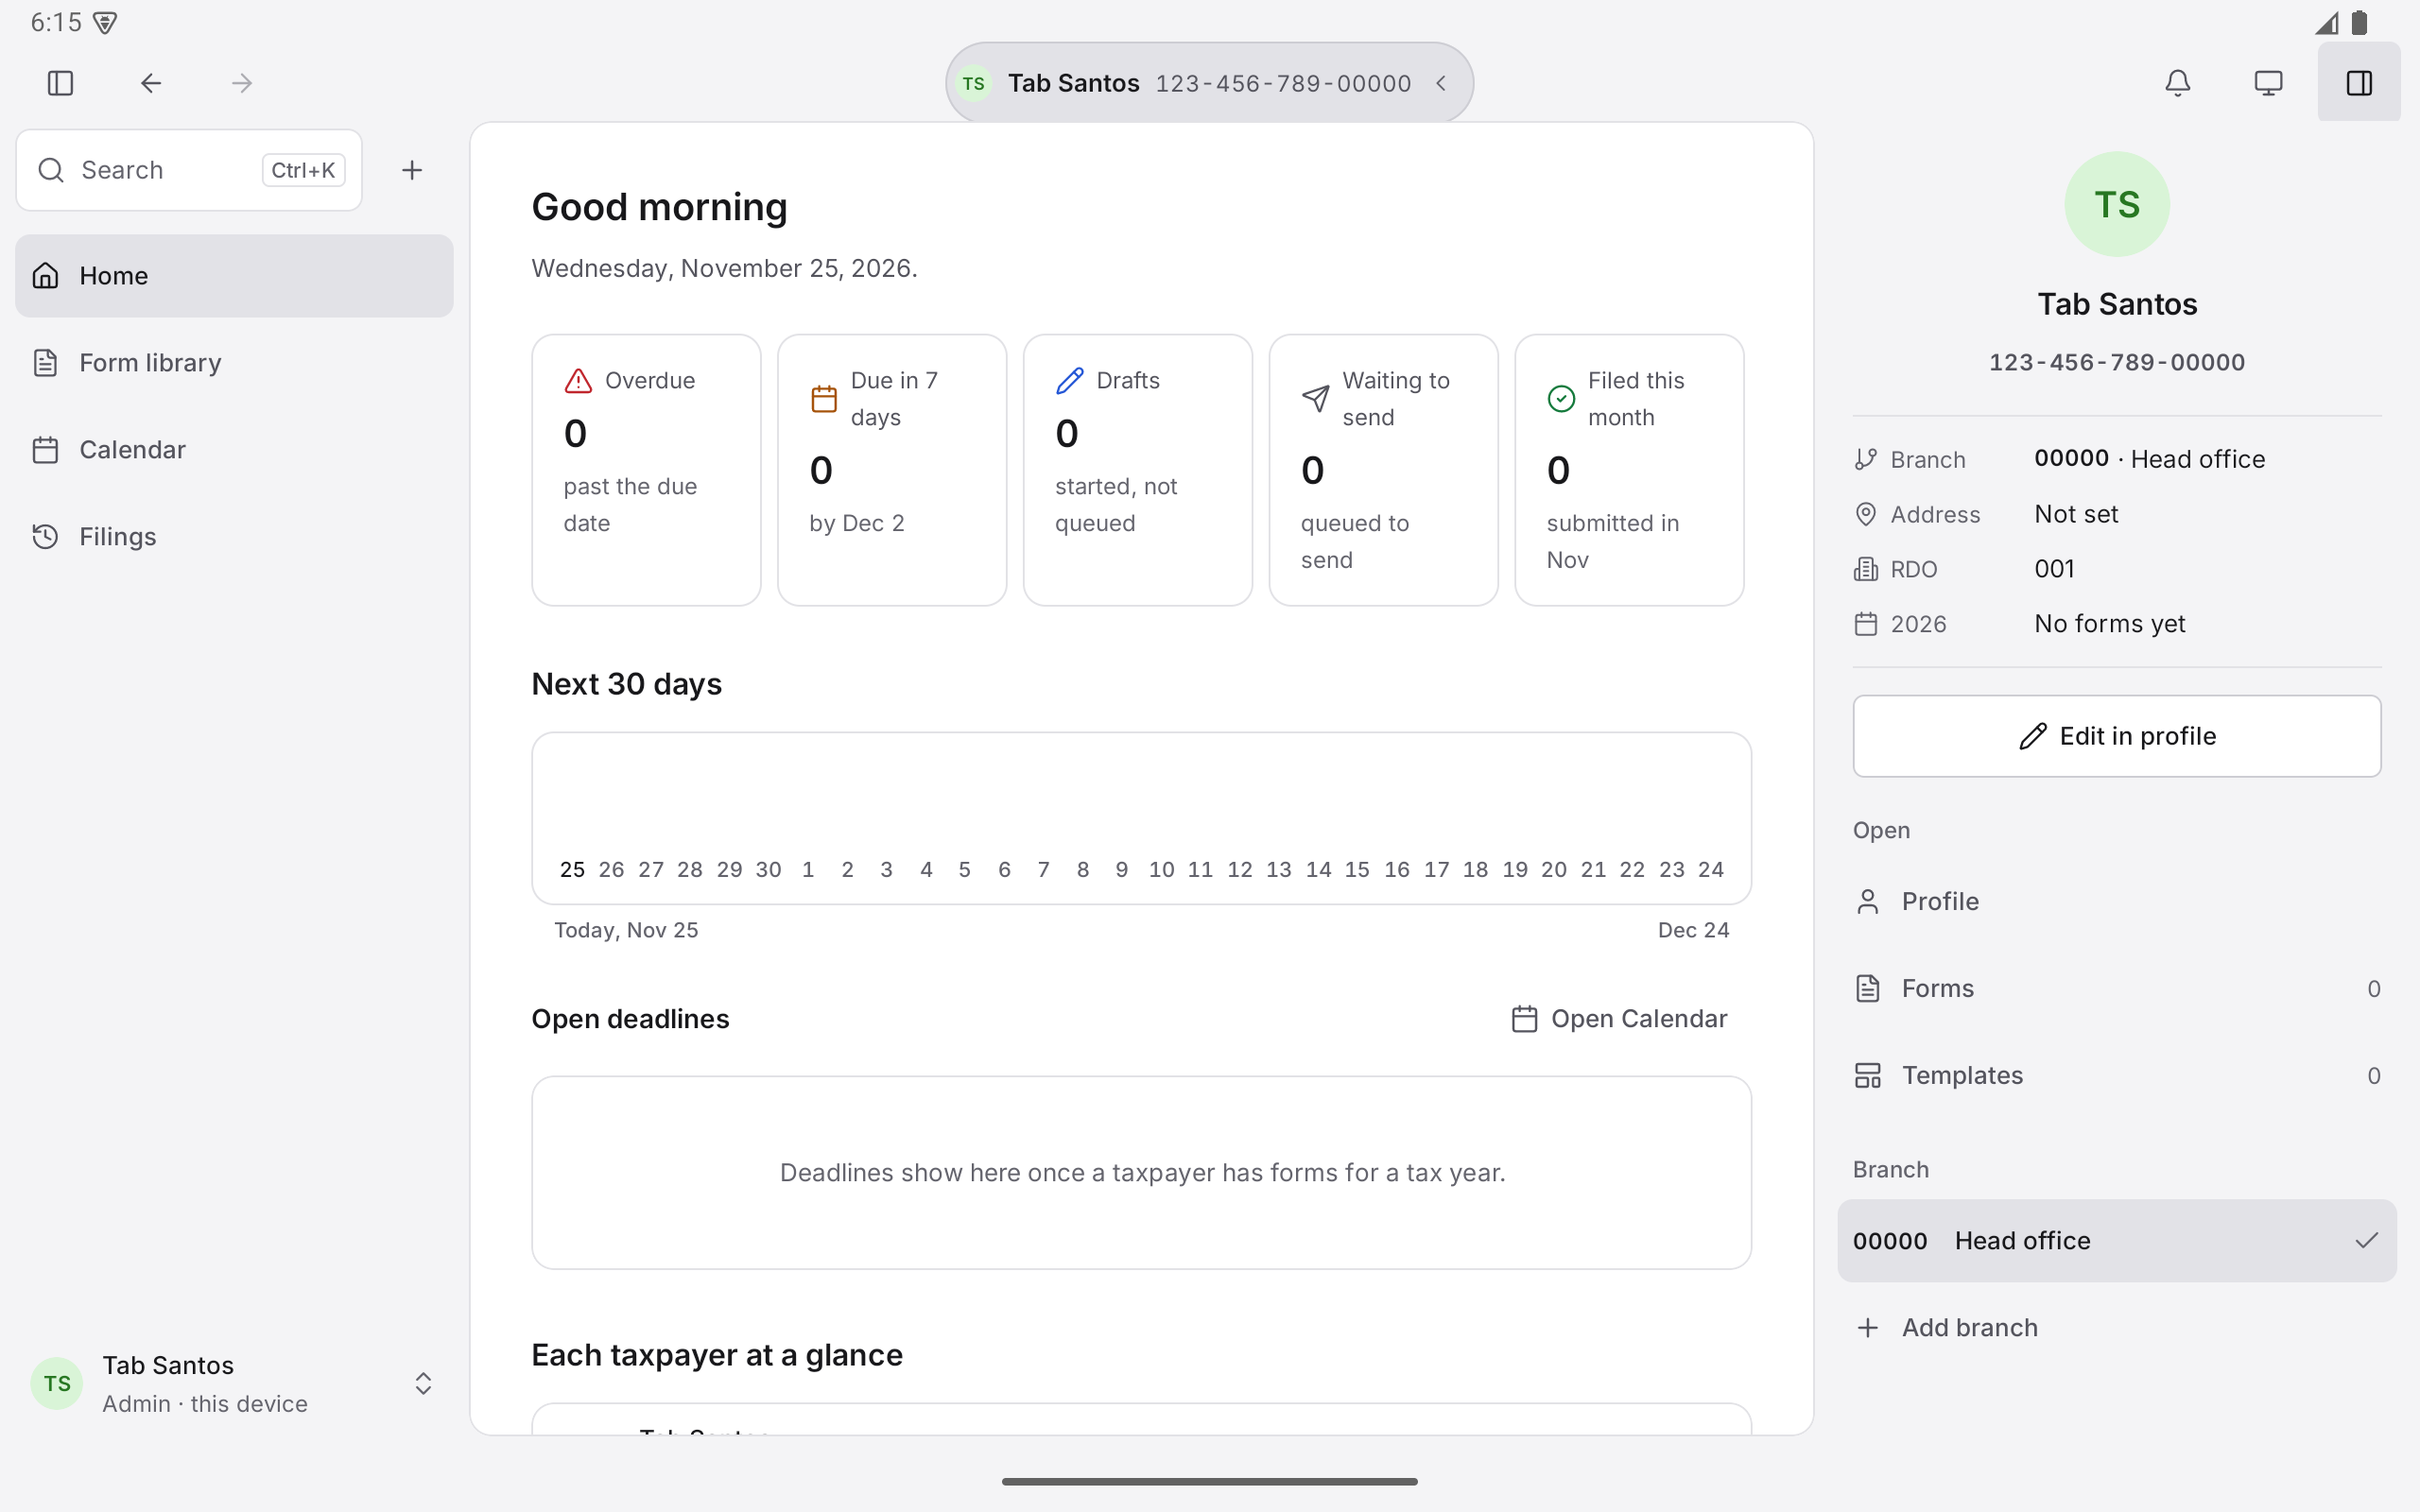 6:15
TS Tab Santos 123-456-789-00000
Search Ctrl+K
Home
Form library
Calendar
Filings
TS
Tab Santos
Admin · this device
Good morning
Wednesday, November 25, 2026.
Overdue
0
past the due
date
Due in 7
days
0
by Dec 2
Drafts
0
started, not
queued
Waiting to
send
0
queued to
send
Filed this
month
0
submitted in
Nov
Next 30 days
25 26 27 28 29 30 1 2 3 4 5 6 7 8 9 10 11 12 13 14 15 16 17 18 19 20 21 22 23 24
Today, Nov 25 Dec 24
Open deadlines Open Calendar
Deadlines show here once a taxpayer has forms for a tax year.
Each taxpayer at a glance
Tab Santos
TS
Tab Santos
123-456-789-00000
Branch 00000 · Head office
Address Not set
RDO 001
2026 No forms yet
Edit in profile
Open
Profile
Forms 0
Templates 0
Branch
00000 Head office
Add branch